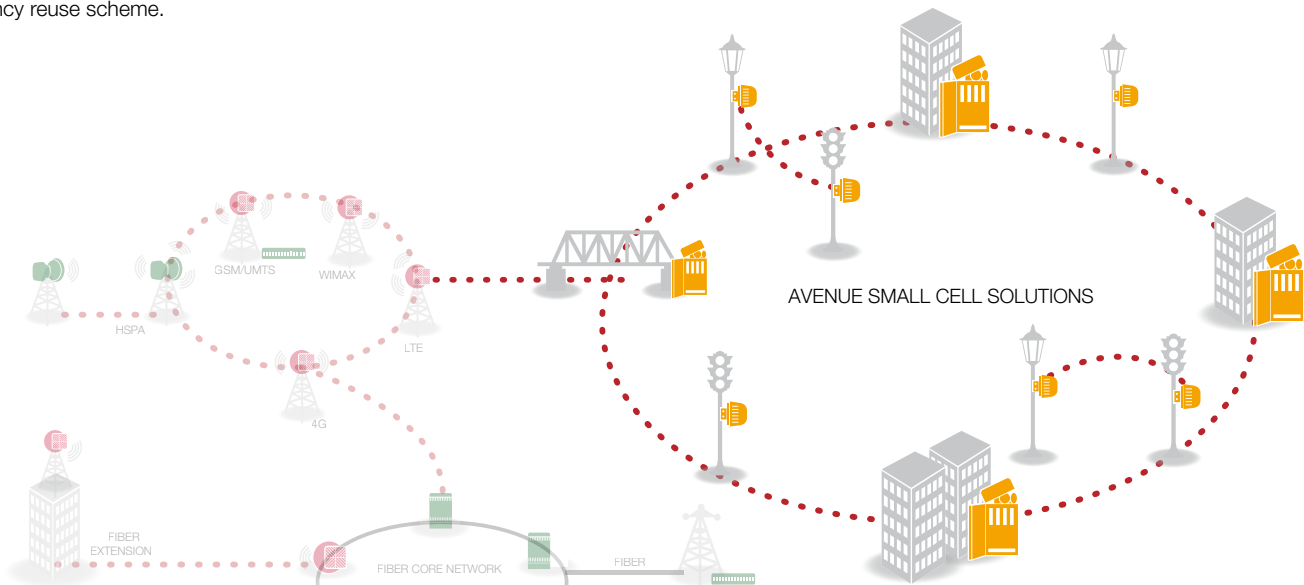 ncy reuse scheme.
GSM/UMTS
WIMAX
AVENUE SMALL CELL SOLUTIONS
HSPA
LTE
4G
FIBER
EXTENSION
FIBER CORE NETWORK
FIBER